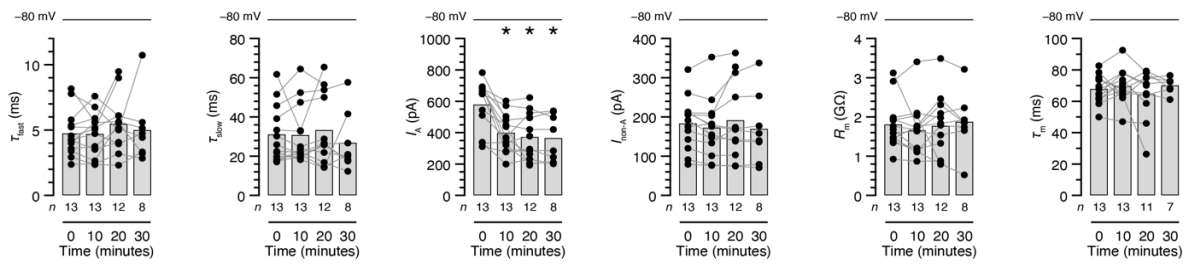 −80 mV
−80 mV
−80 mV
−80 mV
−80 mV
−80 mV
τfast (ms)
10
5
0
n 13 13 12 8
0 10 20 30
Time (minutes)
τslow (ms)
80
60
40
20
0
n 13 13 12 8
0 10 20 30
Time (minutes)
IA (pA)
1000
800
600
400
200
0
* * *
n 13 13 12 8
0 10 20 30
Time (minutes)
Inon-A (pA)
400
300
200
100
0
n 13 13 12 8
0 10 20 30
Time (minutes)
Rm (GΩ)
4
3
2
1
0
n 13 13 12 8
0 10 20 30
Time (minutes)
τm (ms)
100
80
60
40
20
0
n 13 13 11 7
0 10 20 30
Time (minutes)